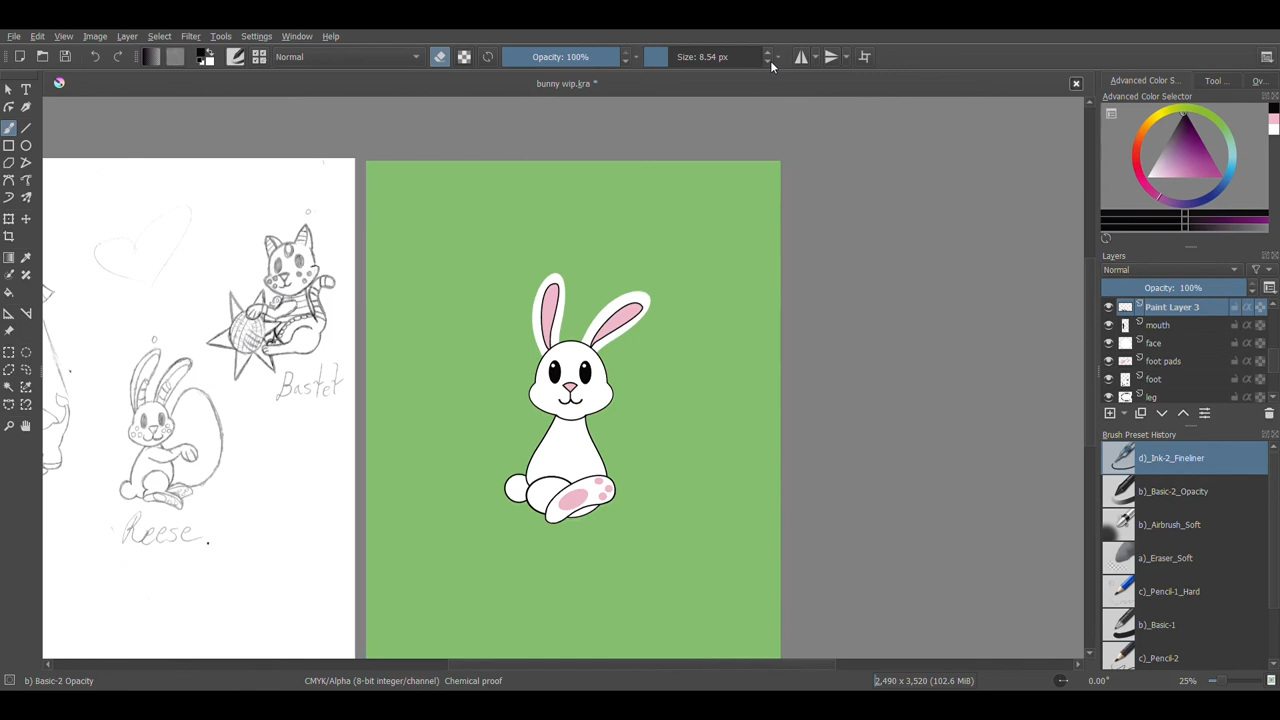 File Edit View Image Layer Select Filter Tools Settings Window Help
Normal Opacity: 100% Size: 8.54 px
bunny wip.kra *
Advanced Color S... Tool ... Ov...
Advanced Color Selector
Layers
Normal
Opacity: 100%
Paint Layer 3
mouth
face
foot pads
foot
leg
Brush Preset History
d)_Ink-2_Fineliner
b)_Basic-2_Opacity
b)_Airbrush_Soft
a)_Eraser_Soft
c)_Pencil-1_Hard
b)_Basic-1
c)_Pencil-2
Bastet
Reese.
b) Basic-2 Opacity CMYK/Alpha (8-bit integer/channel) Chemical proof 2,490 x 3,520 (102.6 MiB) 0.00° 25%